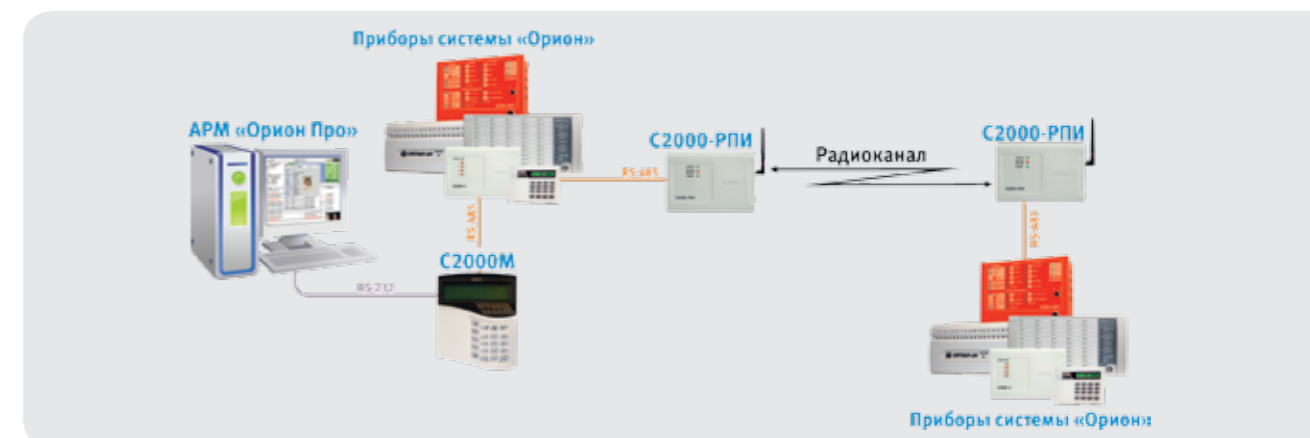 Приборы системы «Орион»
АРМ «Орион Про»
С2000-РПИ
С2000-РПИ
Радиоканал
RS-485
RS-485
RS-485
С2000М
RS-232
Приборы системы «Орион»